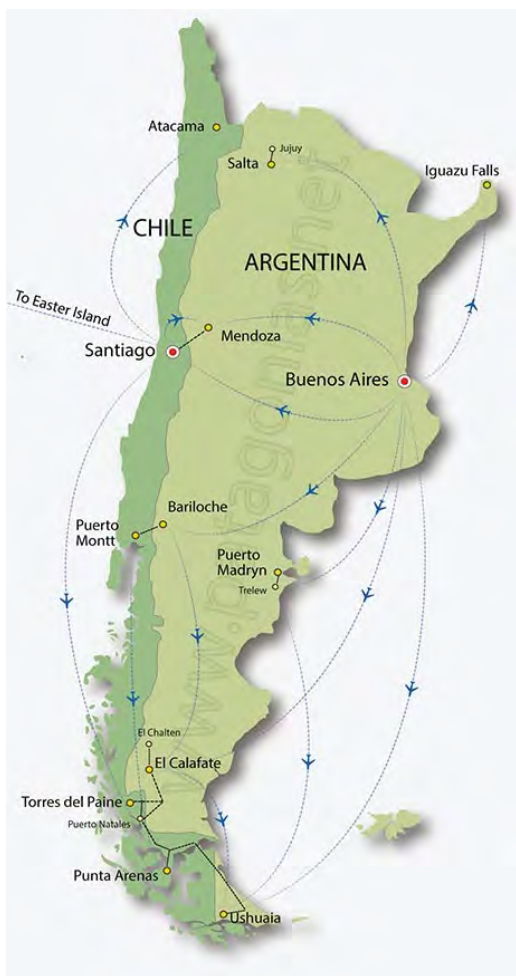 Atacama
Jujuy
Salta
Iguazu Falls
CHILE
ARGENTINA
To Easter Island
Mendoza
Santiago
Buenos Aires
Bariloche
Puerto
Montt
Puerto
Madryn
Trelew
El Chalten
El Calafate
Torres del Paine
Puerto Natales
Punta Arenas
Ushuaia